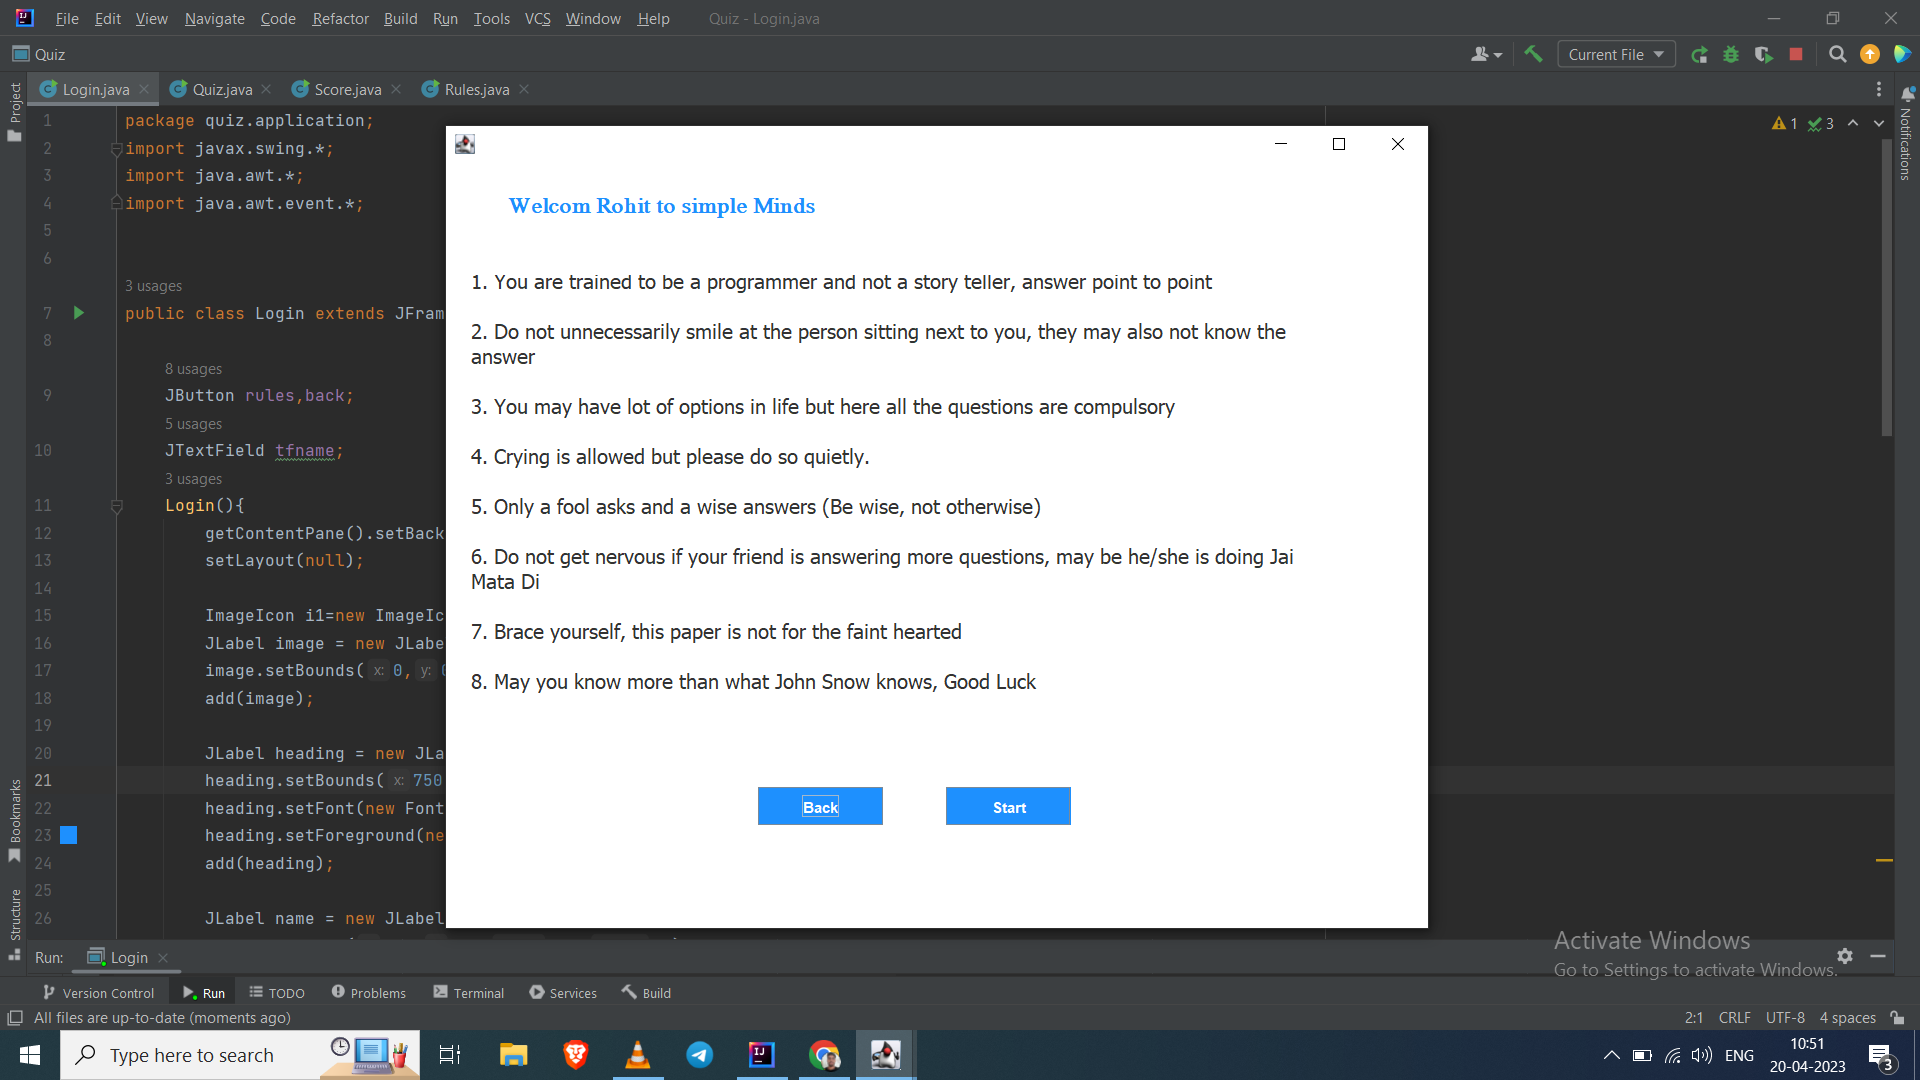 File Edit View Navigate Code Refactor Build Run Tools VCS Window Help Quiz - Login.java
Quiz Current File
Login.java Quiz.java Score.java Rules.java
Project
Notifications
Bookmarks
Structure
1 package quiz.application;
2 import javax.swing.*;
3 import java.awt.*;
4 import java.awt.event.*;
5
6
3 usages
7 public class Login extends JFram
8
8 usages
9 JButton rules,back;
5 usages
10 JTextField tfname;
3 usages
11 Login(){
12 getContentPane().setBack
13 setLayout(null);
14
15 ImageIcon i1=new ImageIc
16 JLabel image = new JLabe
17 image.setBounds( x: 0, y: 0
18 add(image);
19
20 JLabel heading = new JLa
21 heading.setBounds( x: 750
22 heading.setFont(new Font
23 heading.setForeground(ne
24 add(heading);
25
26 JLabel name = new JLabel
1 3
Welcom Rohit to simple Minds
1. You are trained to be a programmer and not a story teller, answer point to point
2. Do not unnecessarily smile at the person sitting next to you, they may also not know the
answer
3. You may have lot of options in life but here all the questions are compulsory
4. Crying is allowed but please do so quietly.
5. Only a fool asks and a wise answers (Be wise, not otherwise)
6. Do not get nervous if your friend is answering more questions, may be he/she is doing Jai
Mata Di
7. Brace yourself, this paper is not for the faint hearted
8. May you know more than what John Snow knows, Good Luck
Back Start
Activate Windows
Go to Settings to activate Windows.
Run: Login
Version Control Run TODO Problems Terminal Services Build
All files are up-to-date (moments ago) 2:1 CRLF UTF-8 4 spaces
Type here to search
ENG
10:51
20-04-2023
3